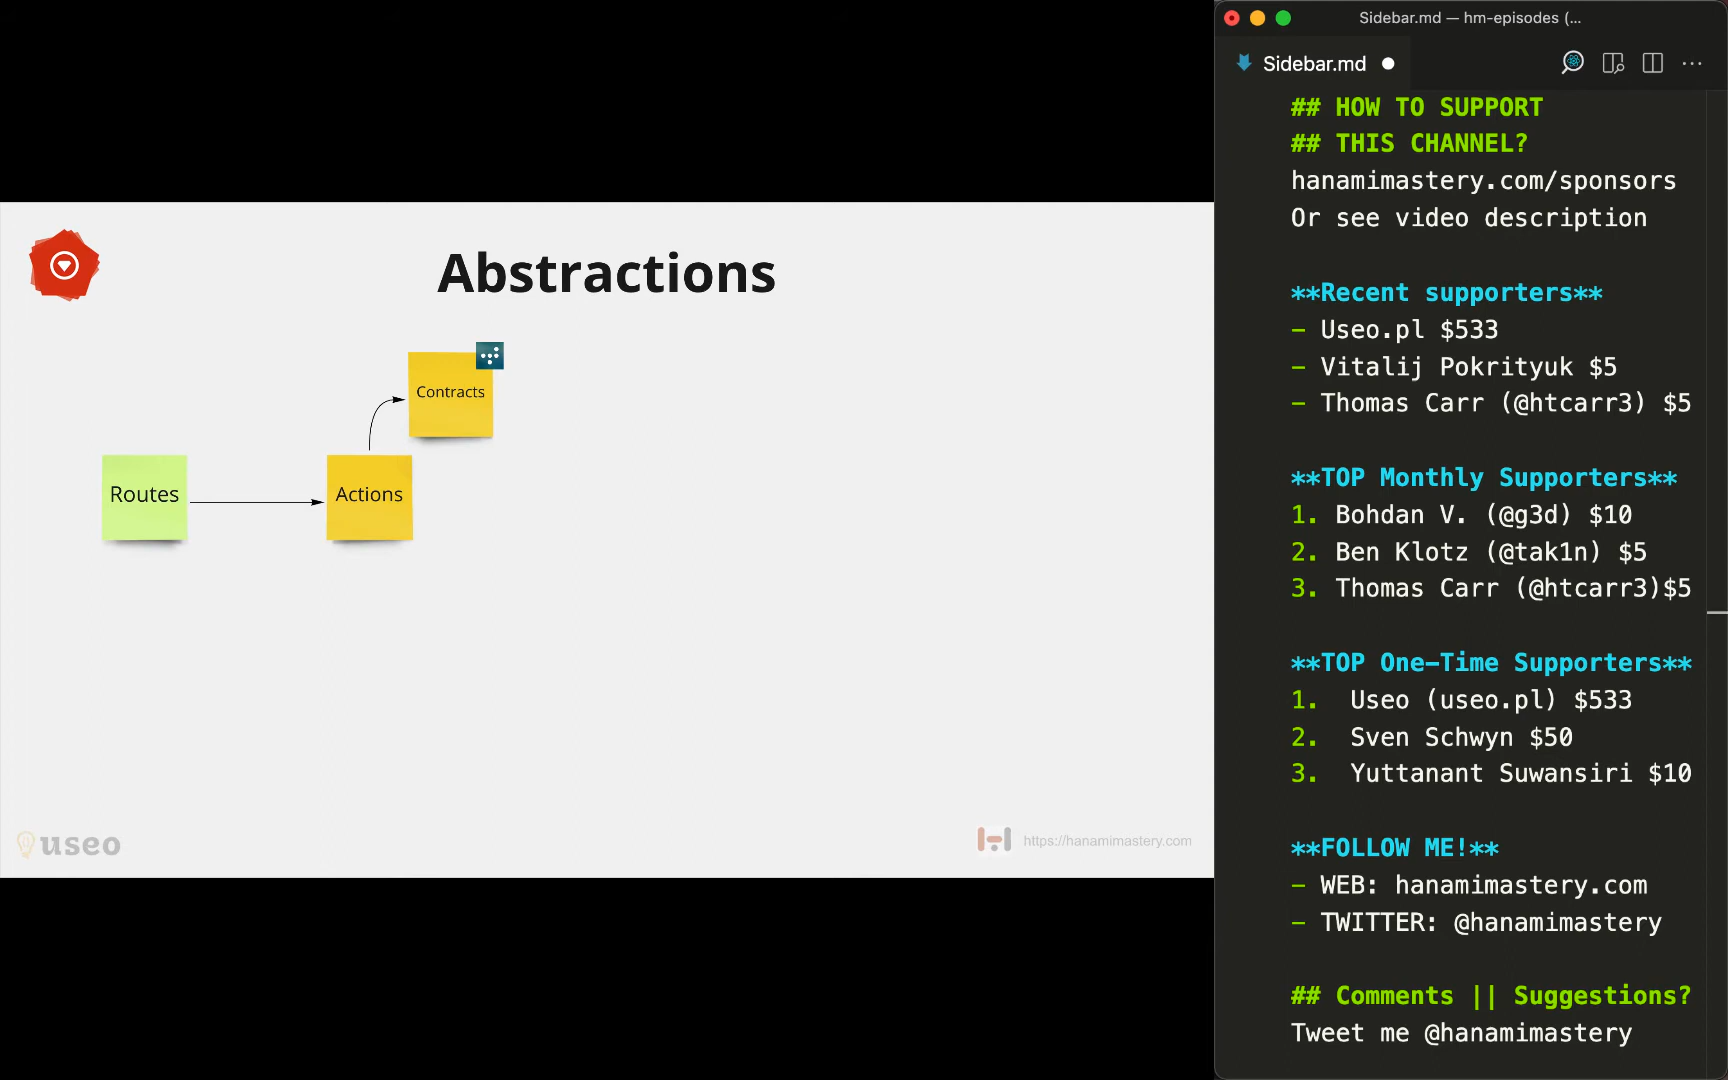 Abstractions
Contracts
Routes
Actions
useo
https://hanamimastery.com
Sidebar.md — hm-episodes (...
Sidebar.md
## HOW TO SUPPORT
## THIS CHANNEL?
hanamimastery.com/sponsors
Or see video description
**Recent supporters**
- Useo.pl $533
- Vitalij Pokrityuk $5
- Thomas Carr (@htcarr3) $5
**TOP Monthly Supporters**
1. Bohdan V. (@g3d) $10
2. Ben Klotz (@tak1n) $5
3. Thomas Carr (@htcarr3)$5
**TOP One-Time Supporters**
1.  Useo (useo.pl) $533
2.  Sven Schwyn $50
3.  Yuttanant Suwansiri $10
**FOLLOW ME!**
- WEB: hanamimastery.com
- TWITTER: @hanamimastery
## Comments || Suggestions?
Tweet me @hanamimastery